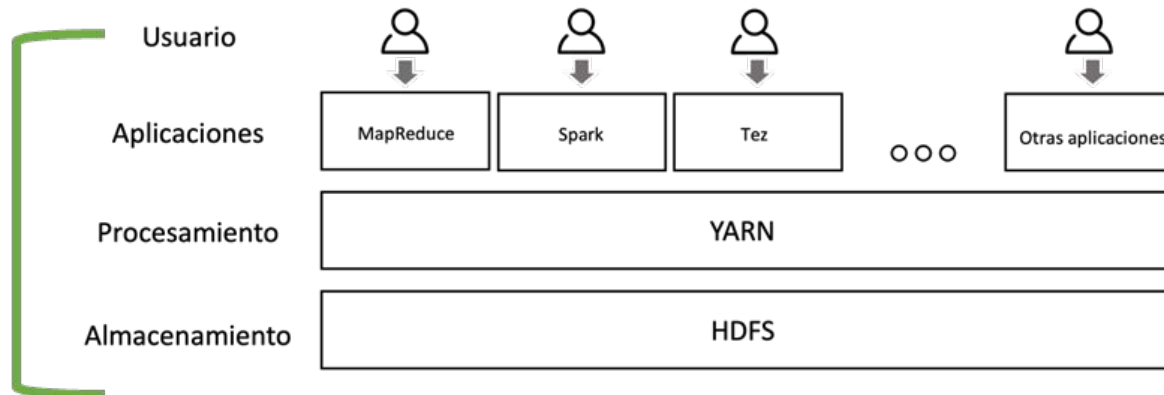 Usuario
Aplicaciones
MapReduce
Spark
Tez
Otras aplicaciones
Procesamiento
YARN
Almacenamiento
HDFS